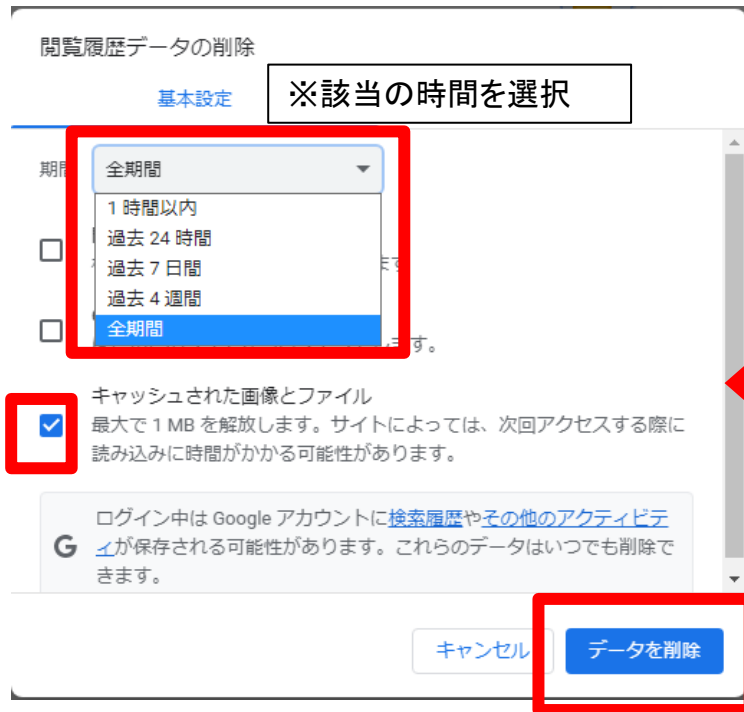 閲覧履歴データの削除
基本設定
※該当の時間を選択
期間
全期間
1 時間以内
過去 24 時間
過去 7 日間
過去 4 週間
全期間
ます
します。
キャッシュされた画像とファイル
最大で 1 MB を解放します。サイトによっては、次回アクセスする際に
読み込みに時間がかかる可能性があります。
ログイン中は Google アカウントに検索履歴やその他のアクティビテ
ィが保存される可能性があります。これらのデータはいつでも削除で
きます。
キャンセル
データを削除